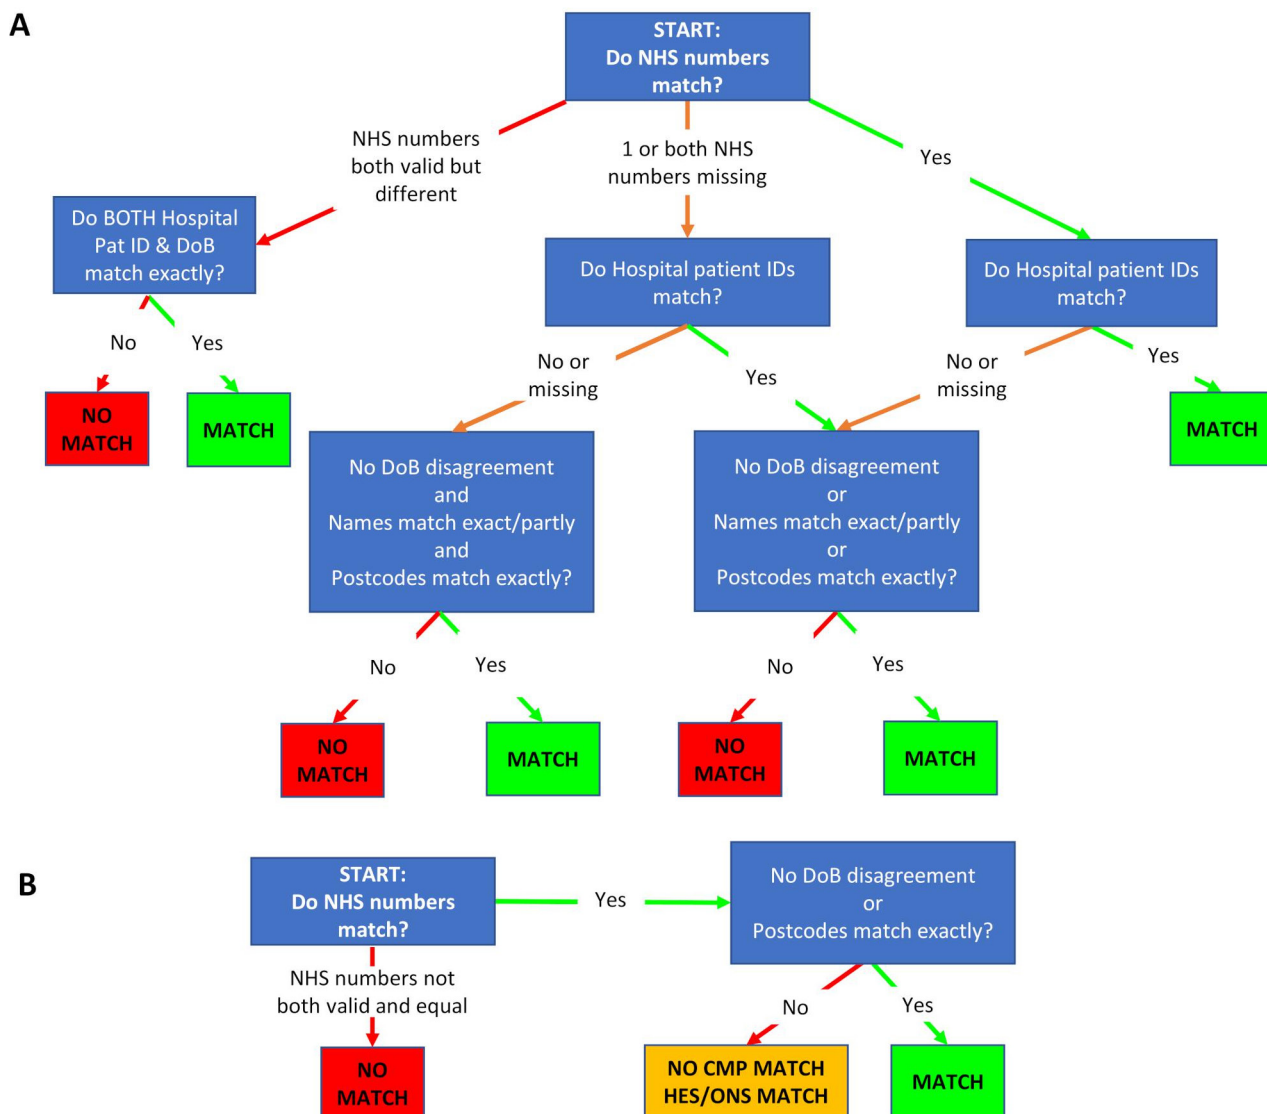 A
START:
Do NHS numbers
match?
NHS numbers
both valid but
different
1 or both NHS
numbers missing
Yes
Do BOTH Hospital
Pat ID & DoB
match exactly?
Do Hospital patient IDs
match?
Do Hospital patient IDs
match?
No
Yes
No or
missing
Yes
No or
missing
Yes
NO
MATCH
MATCH
MATCH
No DoB disagreement
and
Names match exact/partly
and
Postcodes match exactly?
No DoB disagreement
or
Names match exact/partly
or
Postcodes match exactly?
No
Yes
No
Yes
NO
MATCH
MATCH
NO
MATCH
MATCH
B
START:
Do NHS numbers
match?
Yes
No DoB disagreement
or
Postcodes match exactly?
NHS numbers not
both valid and equal
No
Yes
NO
MATCH
NO CMP MATCH
HES/ONS MATCH
MATCH